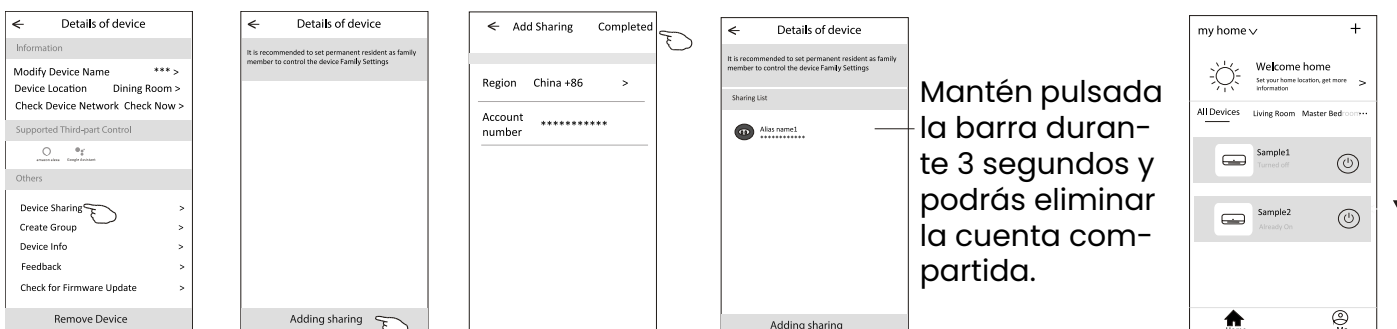 Details of device
Information
Modify Device Name *** >
Device Location Dining Room >
Check Device Network Check Now >
Supported Third-part Control
amazon alexa Google Assistant
Others
Device Sharing >
Create Group >
Device Info >
Feedback >
Check for Firmware Update >
Remove Device
Details of device
It is recommended to set permanent resident as family
member to control the device Family Settings
Adding sharing
Add Sharing Completed
Region China +86 >
Account
number ***********
Details of device
It is recommended to set permanent resident as family
member to control the device Family Settings
Sharing List
Alias name1
***********
Adding sharing
Mantén pulsada
la barra duran-
te 3 segundos y
podrás eliminar
la cuenta com-
partida.
my home
Welcome home
Set your home location, get more
information >
All Devices Living Room Master Bedroom
Sample1
Turned off
Sample2
Already On